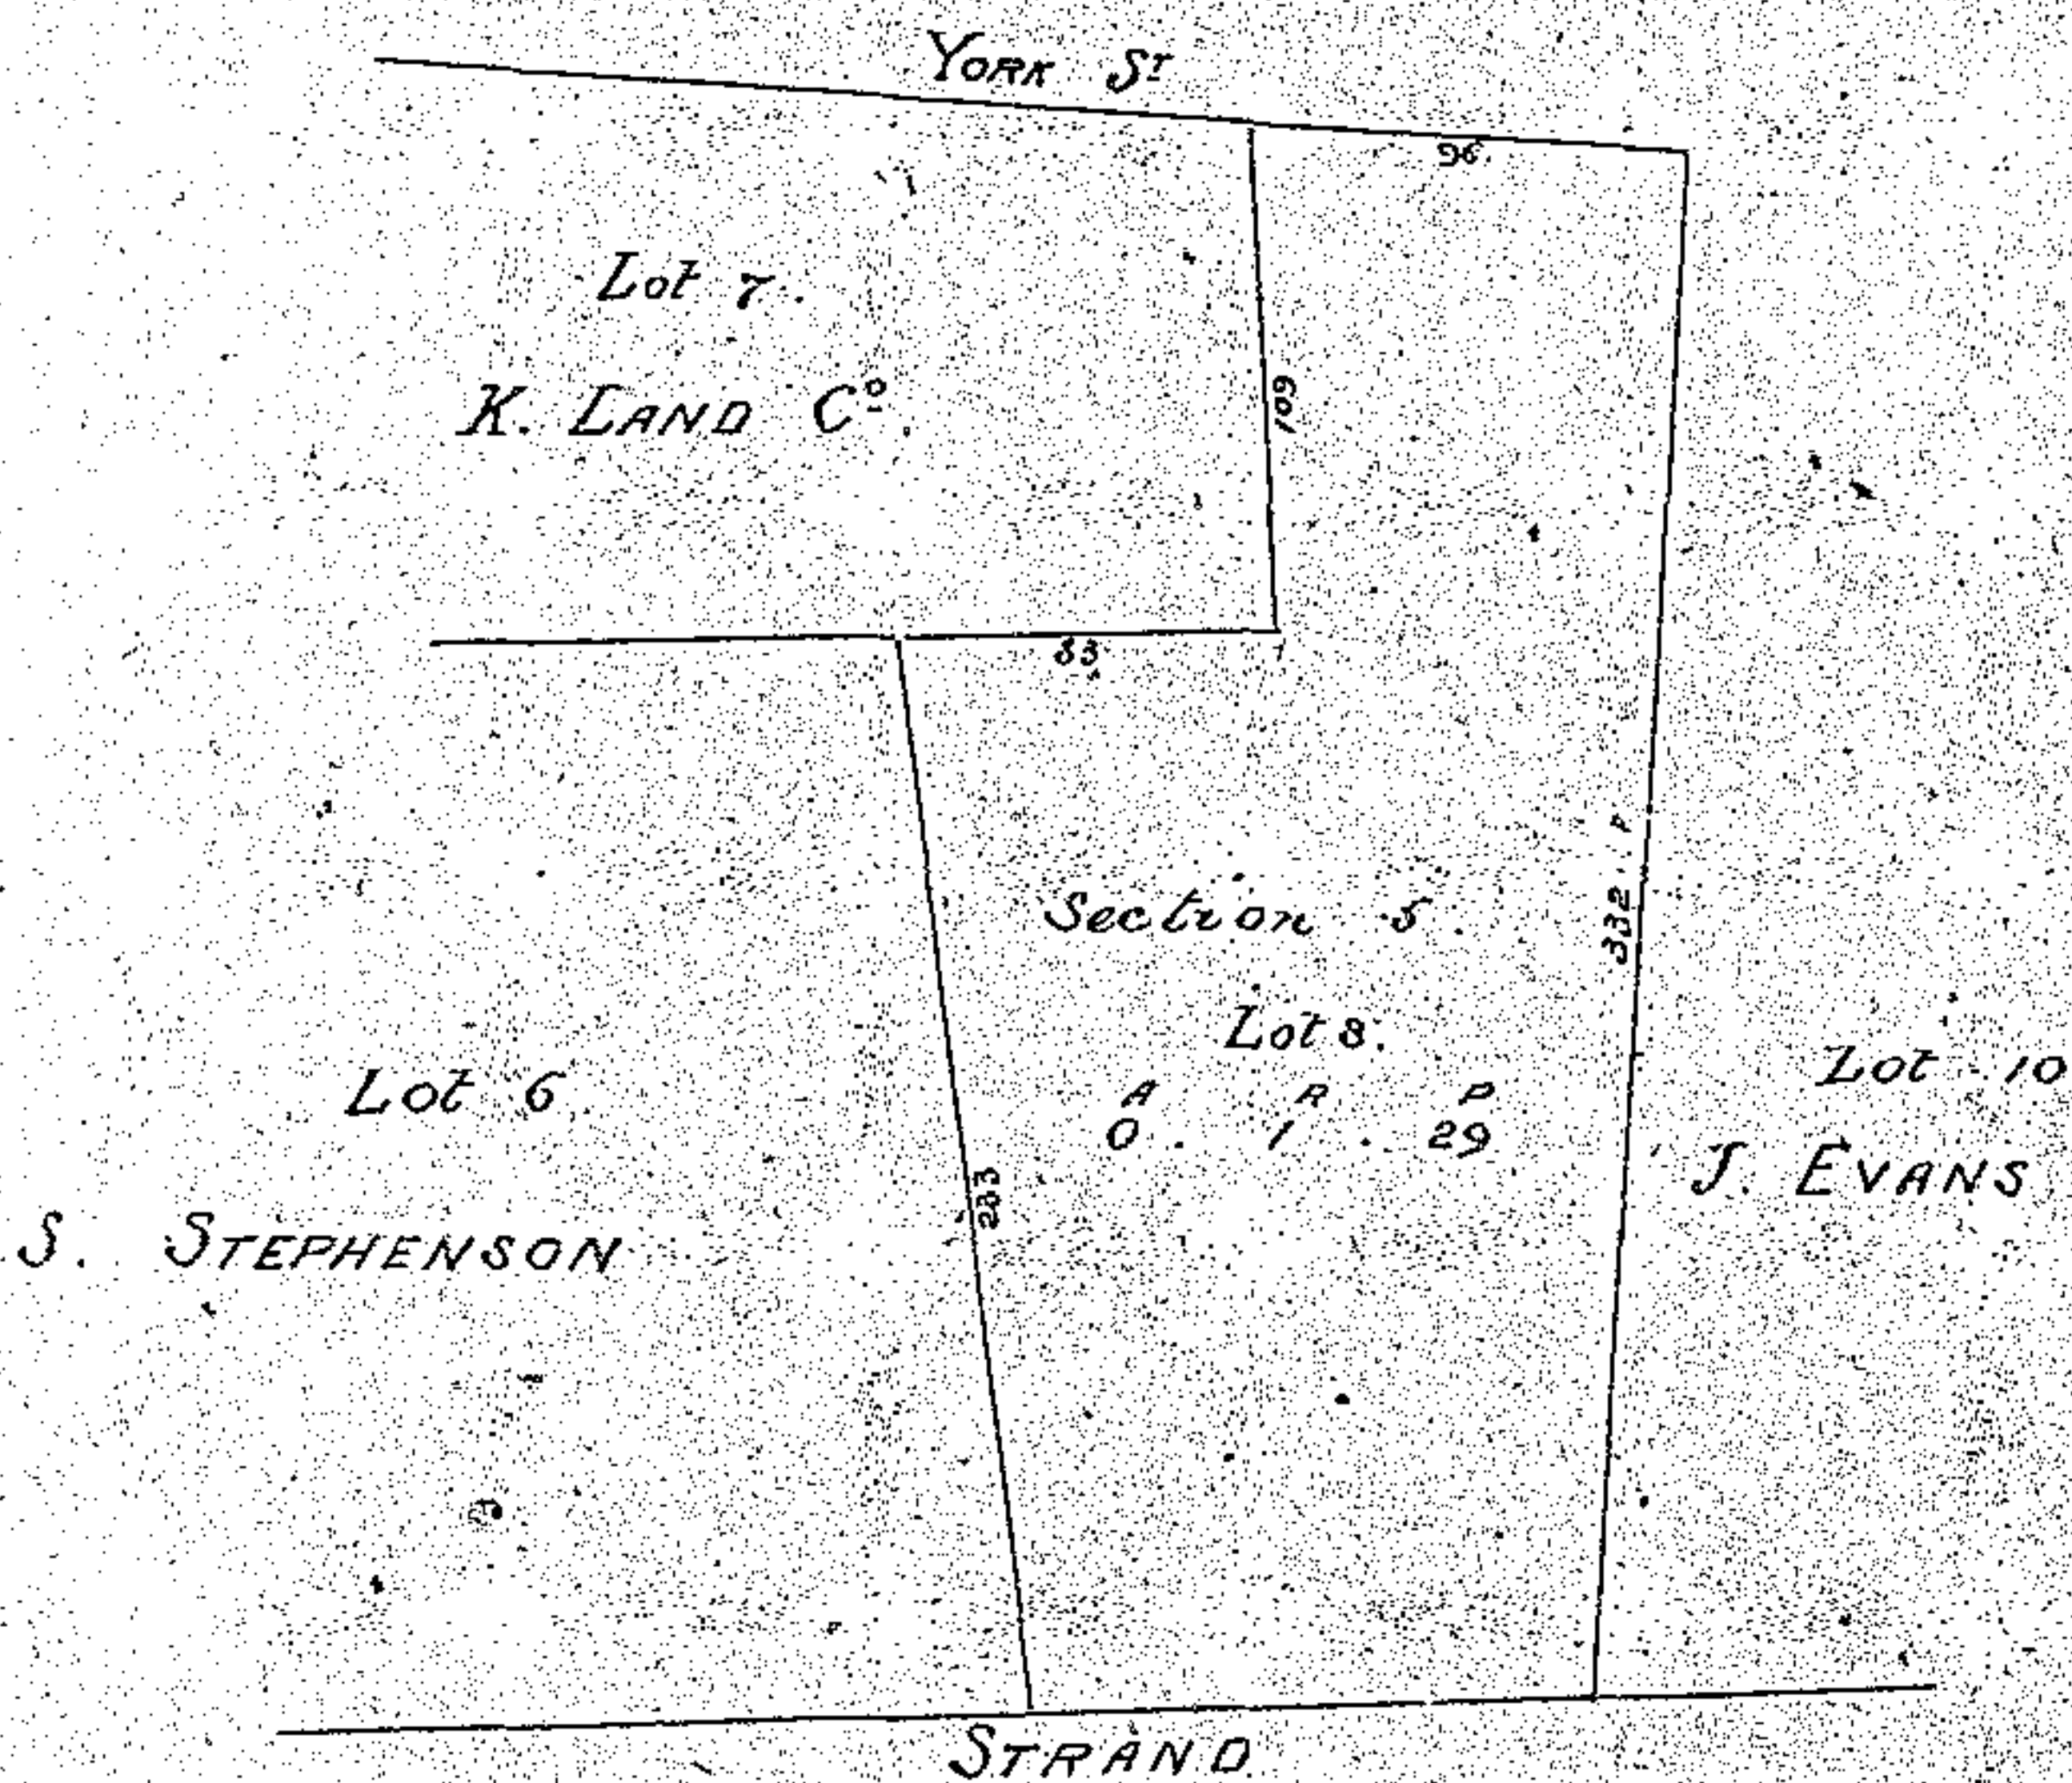 YORK Sᵀ
96
Lot 7.
109
K. LAND Cº.
83
Section 5.
332
Lot 8.
Lot 10
Lot 6
A R P
0. 1. 29
J. EVANS
233
S. STEPHENSON
STRAND